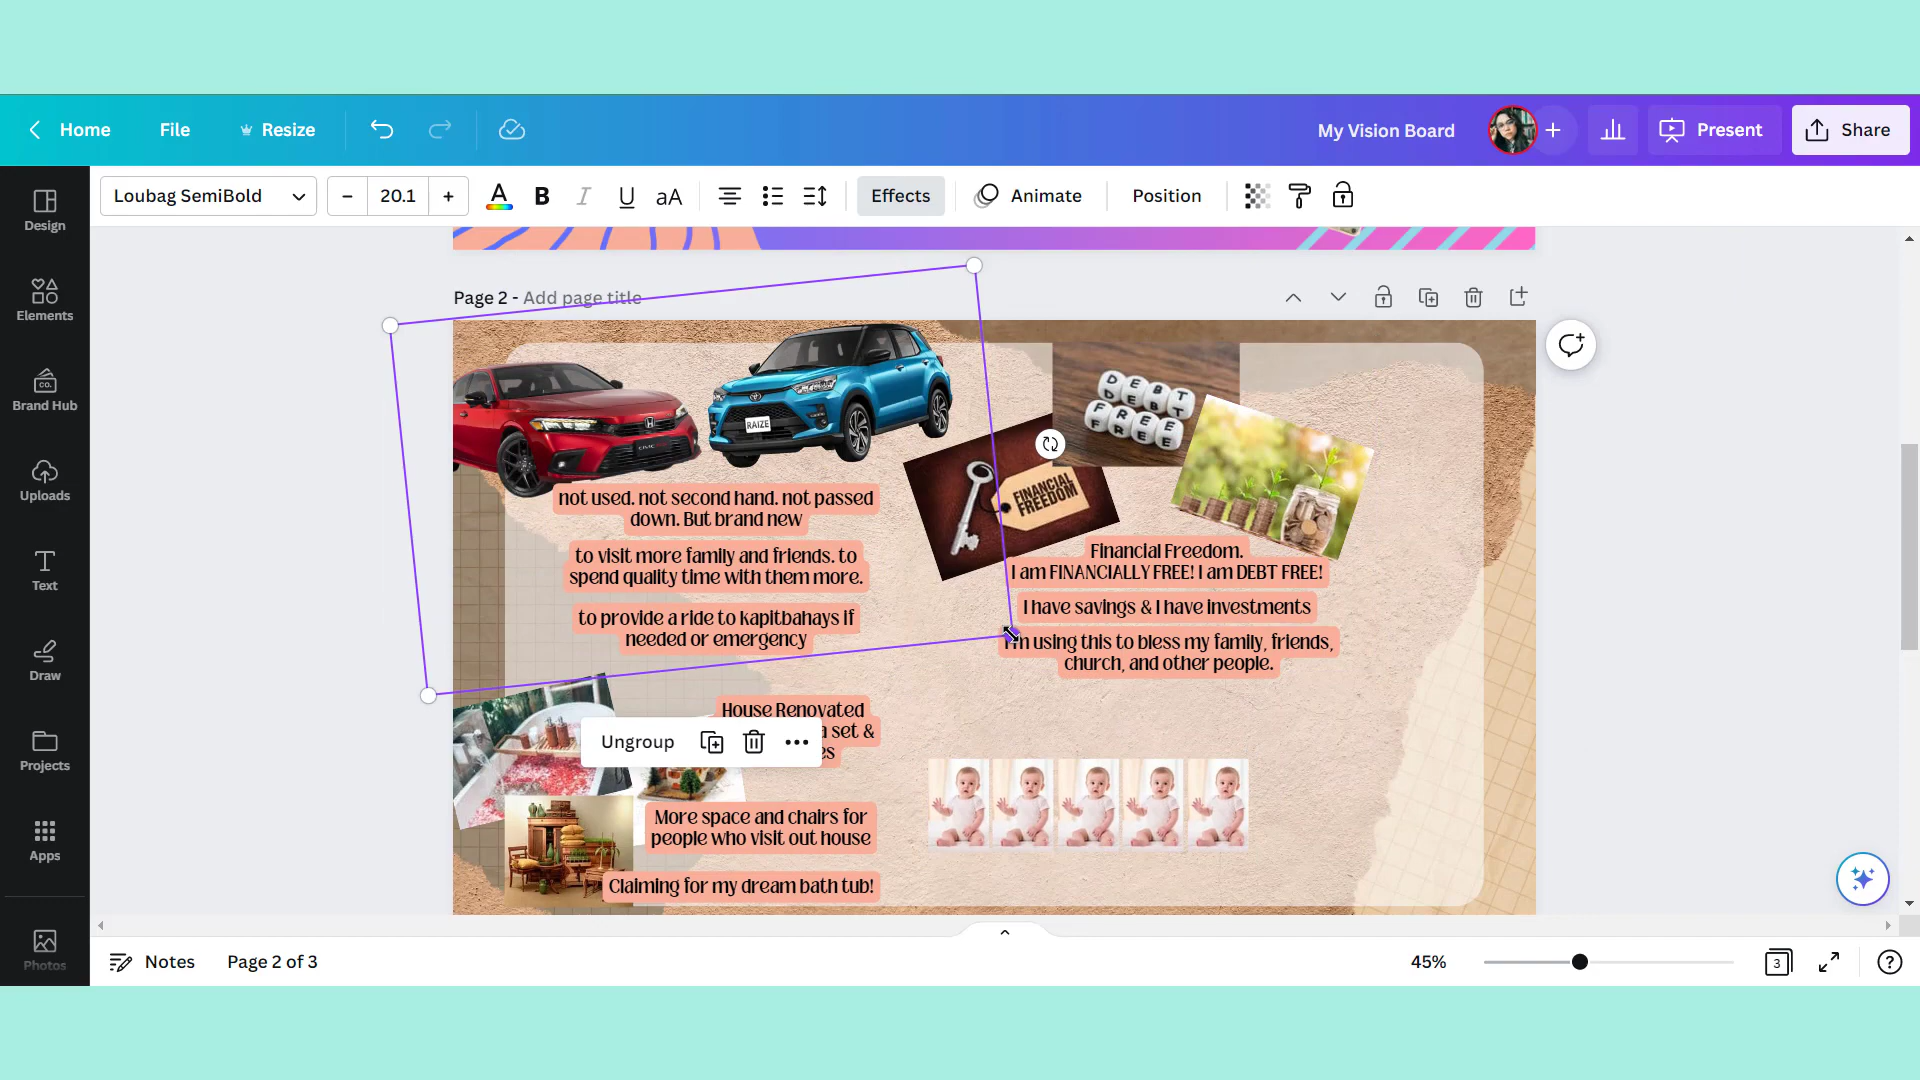 Home
File
Resize
My Vision Board
Present
Share
Loubag SemiBold
20.1
A
B
I
U
aA
Effects
Animate
Position
Design
Elements
CO.
Brand Hub
Uploads
Text
Draw
Projects
Apps
Photos
Page 2 - Add page title
RAIZE
CIVIC
DEBT
DEBT
FREE
FREE
FINANCIAL
FREEDOM
not used. not second hand. not passed
down. But brand new
to visit more family and friends. to
spend quality time with them more.
to provide a ride to kapitbahays if
needed or emergency
Financial Freedom.
I am FINANCIALLY FREE! I am DEBT FREE!
I have savings & I have investments
I'm using this to bless my family, friends,
church, and other people.
House Renovated
set &
Ungroup
More space and chairs for
people who visit out house
Claiming for my dream bath tub!
Notes
Page 2 of 3
45%
3